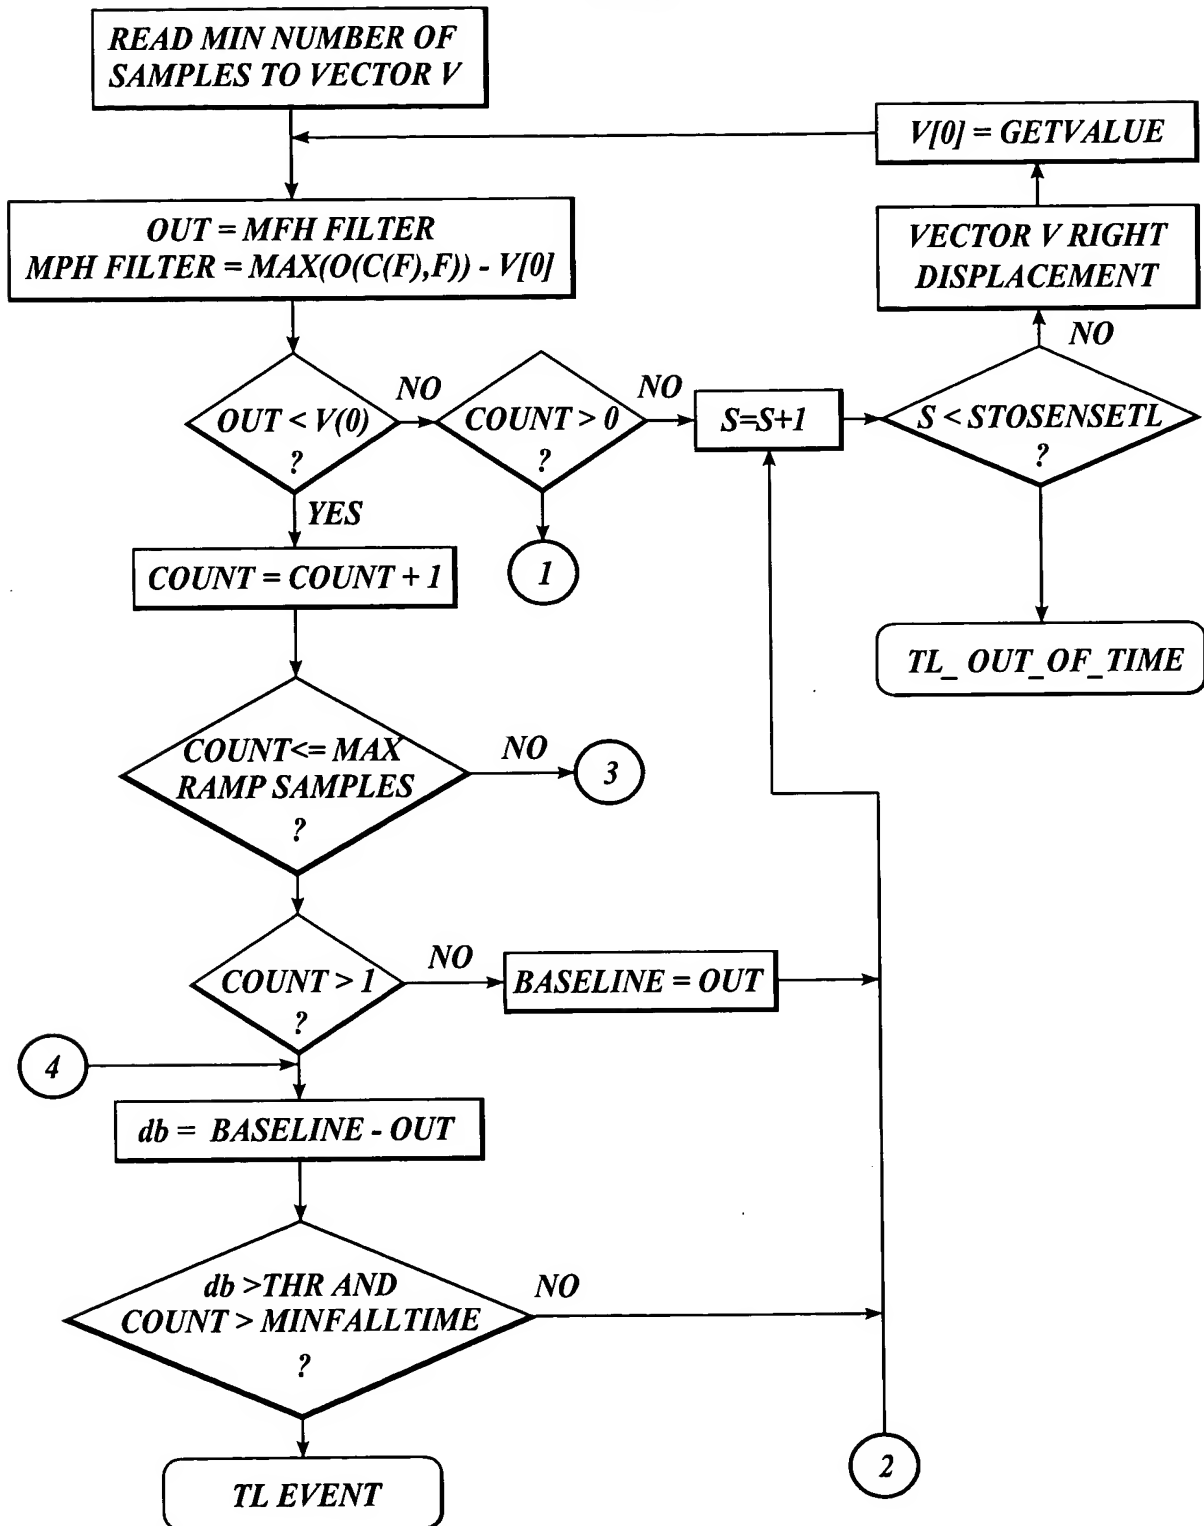 READ MIN NUMBER OF
SAMPLES TO VECTOR V
V[0] = GETVALUE
OUT = MFH FILTER
MPH FILTER = MAX(O(C(F),F)) - V[0]
VECTOR V RIGHT
DISPLACEMENT
NO
OUT < V(0)
?
NO
COUNT > 0
?
NO
S=S+1
S < STOSENSETL
?
YES
COUNT = COUNT + 1
1
TL_ OUT_OF_TIME
COUNT<= MAX
RAMP SAMPLES
?
NO
3
COUNT > 1
?
NO
BASELINE = OUT
4
db = BASELINE - OUT
db >THR AND
COUNT > MINFALLTIME
?
NO
2
TL EVENT